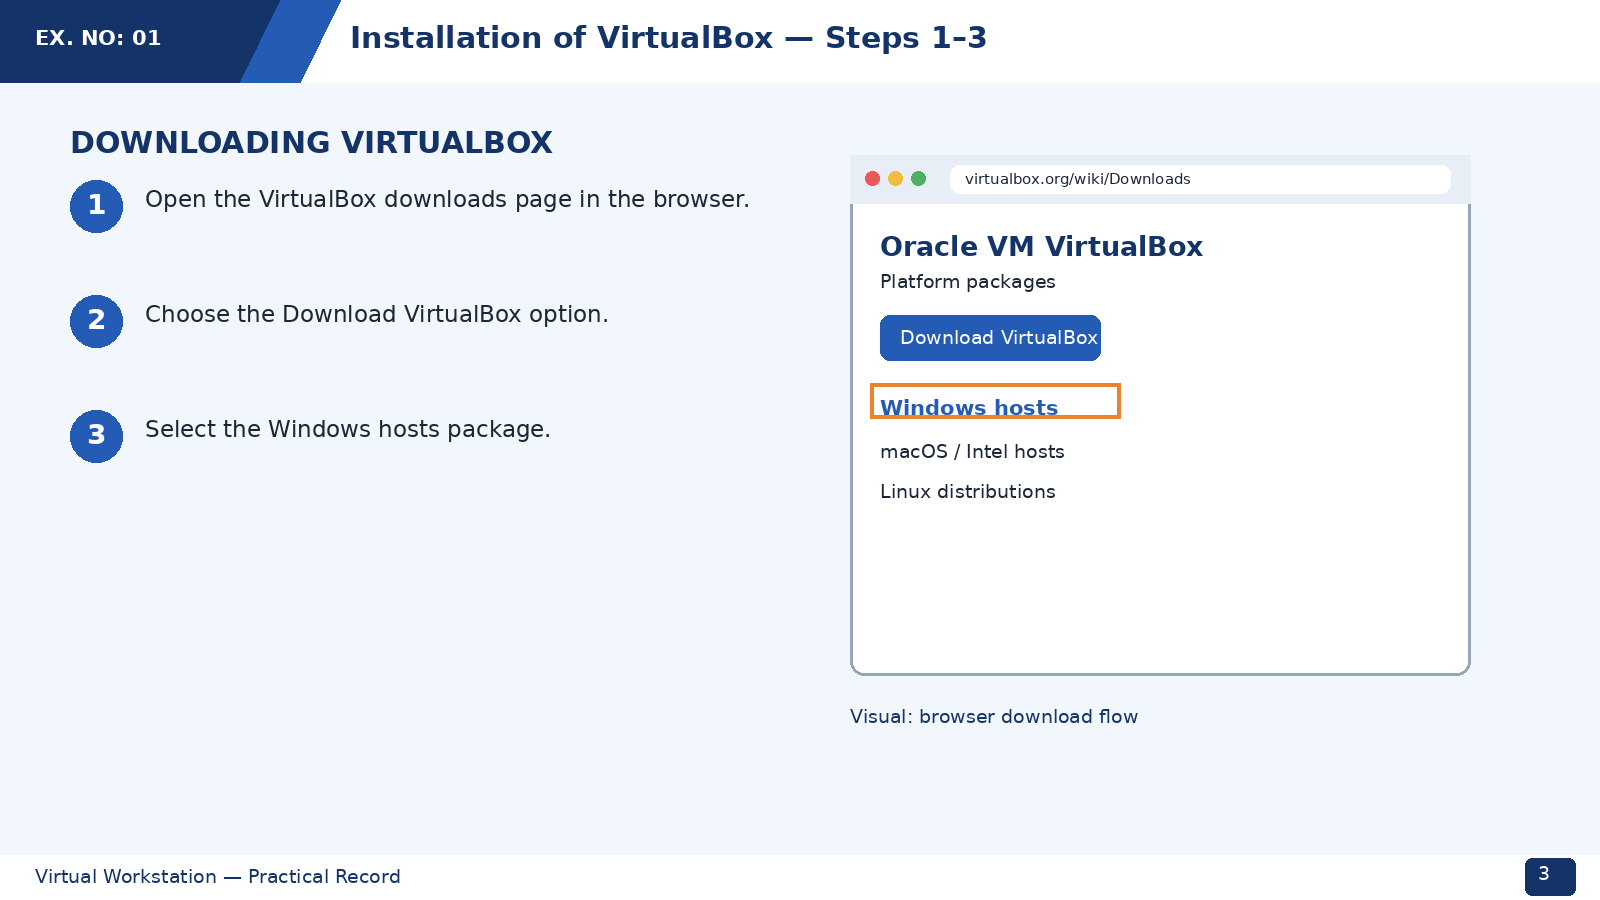 EX. NO: 01
Installation of VirtualBox — Steps 1–3
DOWNLOADING VIRTUALBOX
1
Open the VirtualBox downloads page in the browser.
2
Choose the Download VirtualBox option.
3
Select the Windows hosts package.
virtualbox.org/wiki/Downloads
Oracle VM VirtualBox
Platform packages
Download VirtualBox
Windows hosts
macOS / Intel hosts
Linux distributions
Visual: browser download flow
Virtual Workstation — Practical Record
3